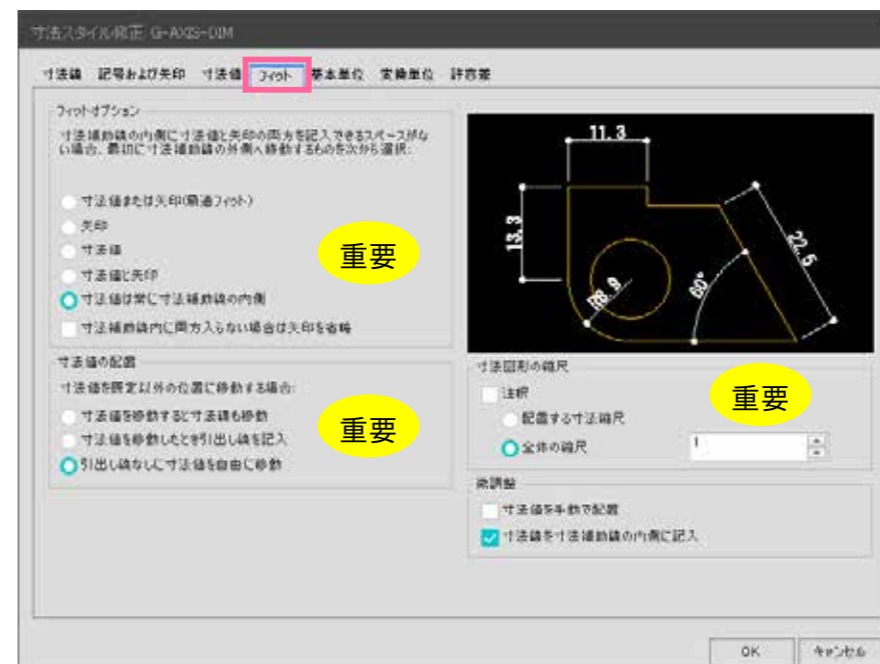 寸法スタイル修正 G-AXIS-DIM
寸法線 記号および矢印 寸法値 フィット 基本単位 変換単位 許容差
フィットオプション
寸法補助線の内側に寸法値と矢印の両方を記入できるスペースがな
い場合、最初に寸法補助線の外側へ移動するものを次から選択:
寸法値または矢印(最適フィット)
矢印
寸法値
寸法値と矢印
寸法値は常に寸法補助線の内側
寸法補助線内に両方入らない場合は矢印を省略
重要
寸法値の配置
寸法値を既定以外の位置に移動する場合:
寸法値を移動すると寸法線も移動
寸法値を移動したとき引出し線を記入
引出し線なしに寸法値を自由に移動
重要
11.3
13.3
22.5
R8.9
60°
寸法図形の縮尺
注釈
配置する寸法縮尺
全体の縮尺 1
重要
微調整
寸法値を手動で配置
寸法線を寸法補助線の内側に記入
OK キャンセル